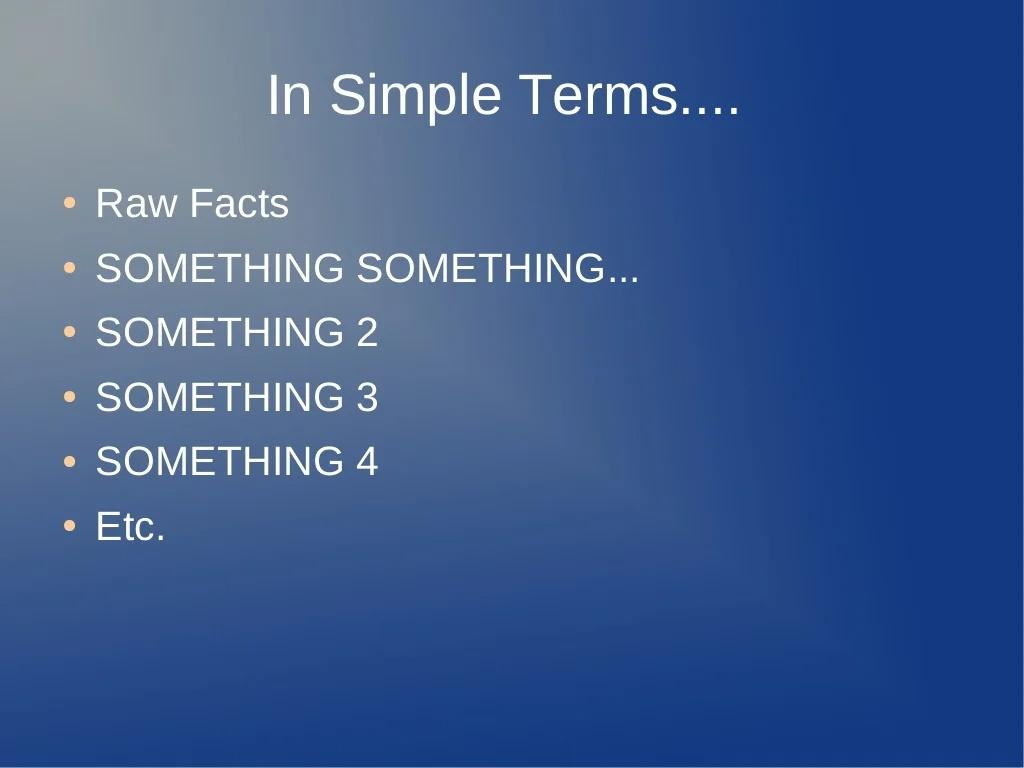 In Simple Terms....
• Raw Facts
• SOMETHING SOMETHING...
• SOMETHING 2
• SOMETHING 3
• SOMETHING 4
• Etc.